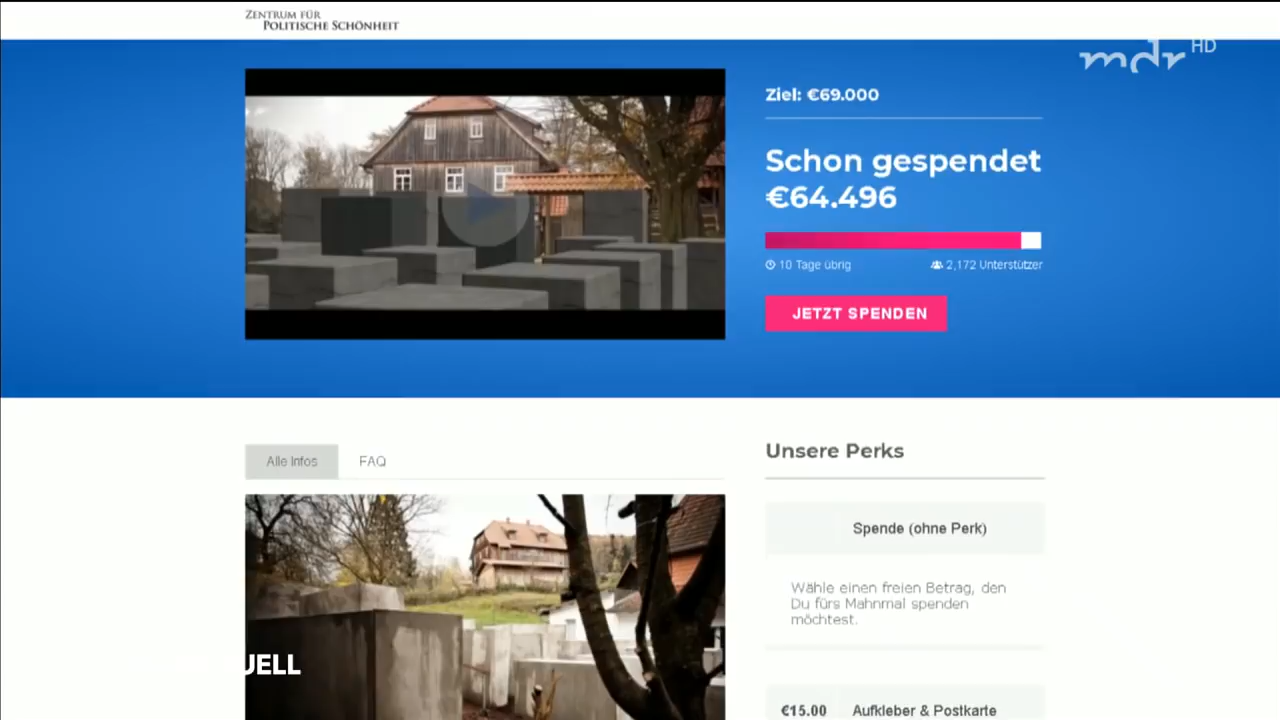 ZENTRUM FÜR
POLITISCHE SCHÖNHEIT
mdr HD
Ziel: €69.000
Schon gespendet
€64.496
10 Tage übrig
2,172 Unterstützer
JETZT SPENDEN
Alle Infos
FAQ
Unsere Perks
Spende (ohne Perk)
Wähle einen freien Betrag, den
Du fürs Mahnmal spenden
möchtest.
UELL
€15.00
Aufkleber & Postkarte